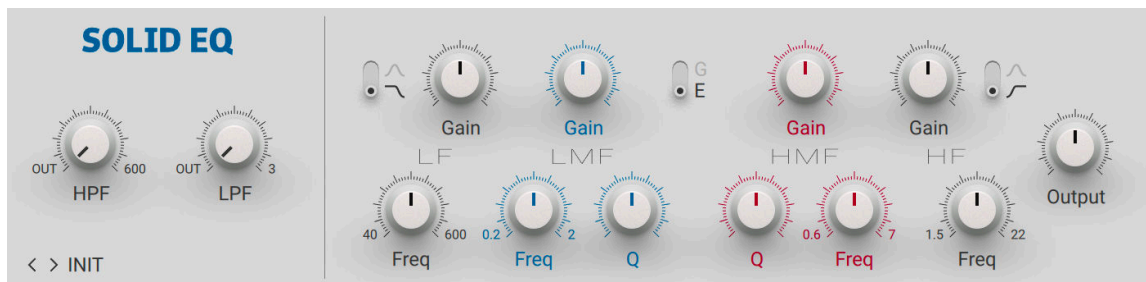 SOLID EQ
OUT 600
HPF
OUT 3
LPF
< > INIT
Gain
Gain
G
E
Gain
Gain
LF
LMF
HMF
HF
40 600
Freq
0.2 2
Freq
Q
Q
0.6 7
Freq
1.5 22
Freq
Output